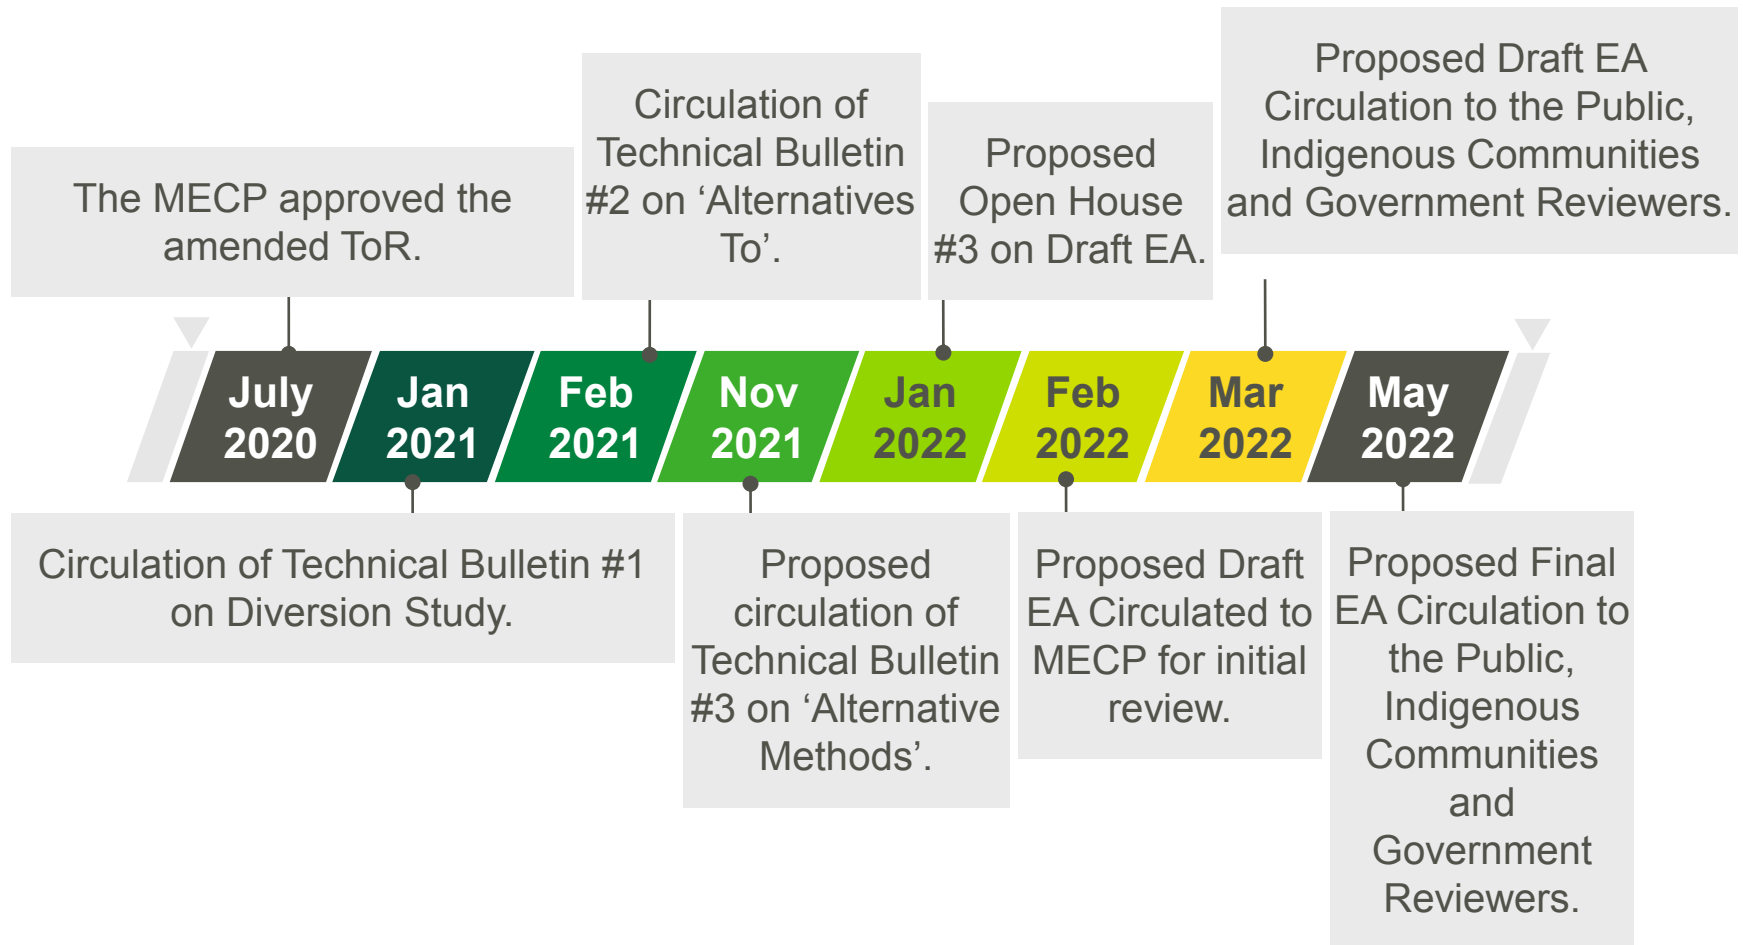 The MECP approved the
amended ToR.
Circulation of
Technical Bulletin
#2 on ‘Alternatives
To’.
Proposed
Open House
#3 on Draft EA.
Proposed Draft EA
Circulation to the Public,
Indigenous Communities
and Government Reviewers.
July
2020
Jan
2021
Feb
2021
Nov
2021
Jan
2022
Feb
2022
Mar
2022
May
2022
Circulation of Technical Bulletin #1
on Diversion Study.
Proposed
circulation of
Technical Bulletin
#3 on ‘Alternative
Methods’.
Proposed Draft
EA Circulated to
MECP for initial
review.
Proposed Final
EA Circulation to
the Public,
Indigenous
Communities
and
Government
Reviewers.